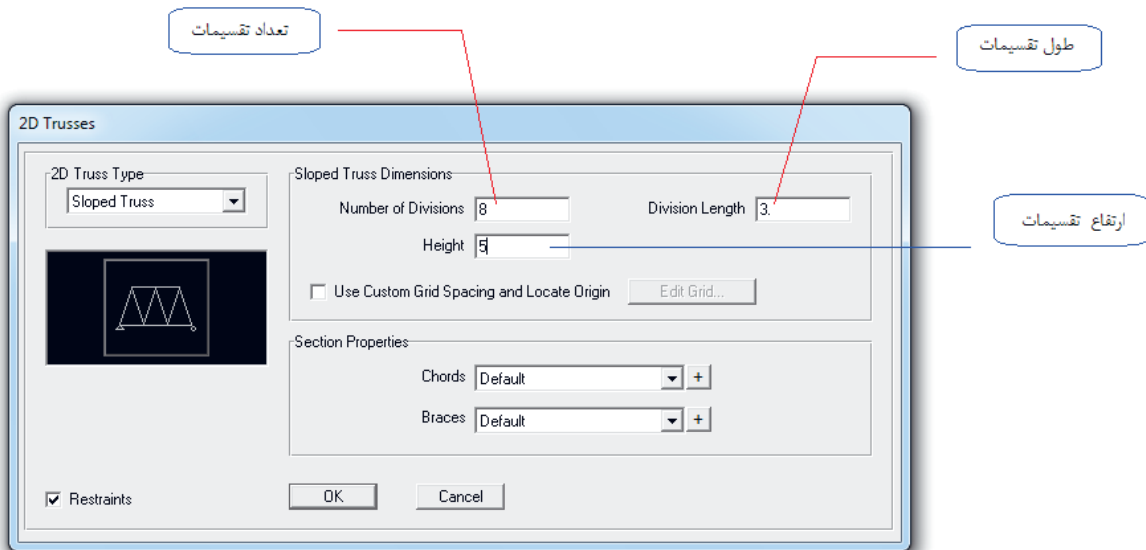 تعداد تقسیمات
طول تقسیمات
2D Trusses
2D Truss Type
Sloped Truss
Sloped Truss Dimensions
Number of Divisions 8
Division Length 3.
Height 5
ارتفاع تقسیمات
Use Custom Grid Spacing and Locate Origin
Edit Grid...
Section Properties
Chords Default +
Braces Default +
Restraints
OK
Cancel